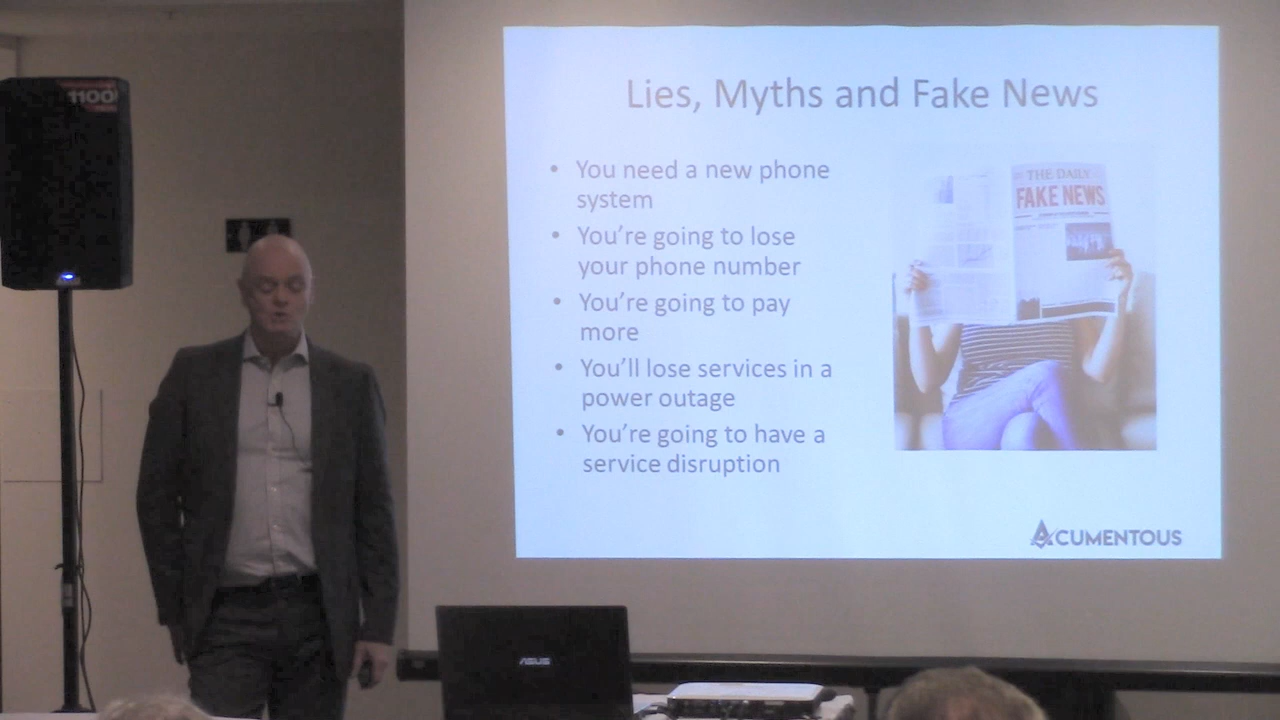 1100
Lies, Myths and Fake News
• You need a new phone
system
• You're going to lose
your phone number
• You're going to pay
more
• You'll lose services in a
power outage
• You're going to have a
service disruption
THE DAILY
FAKE NEWS
ACUMENTOUS
ASUS